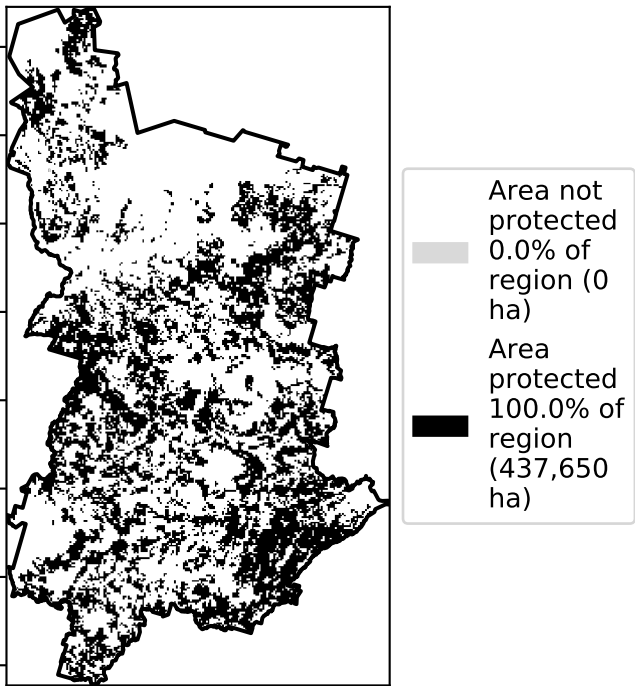 Area not
protected
0.0% of
region (0
ha)
Area
protected
100.0% of
region
(437,650
ha)